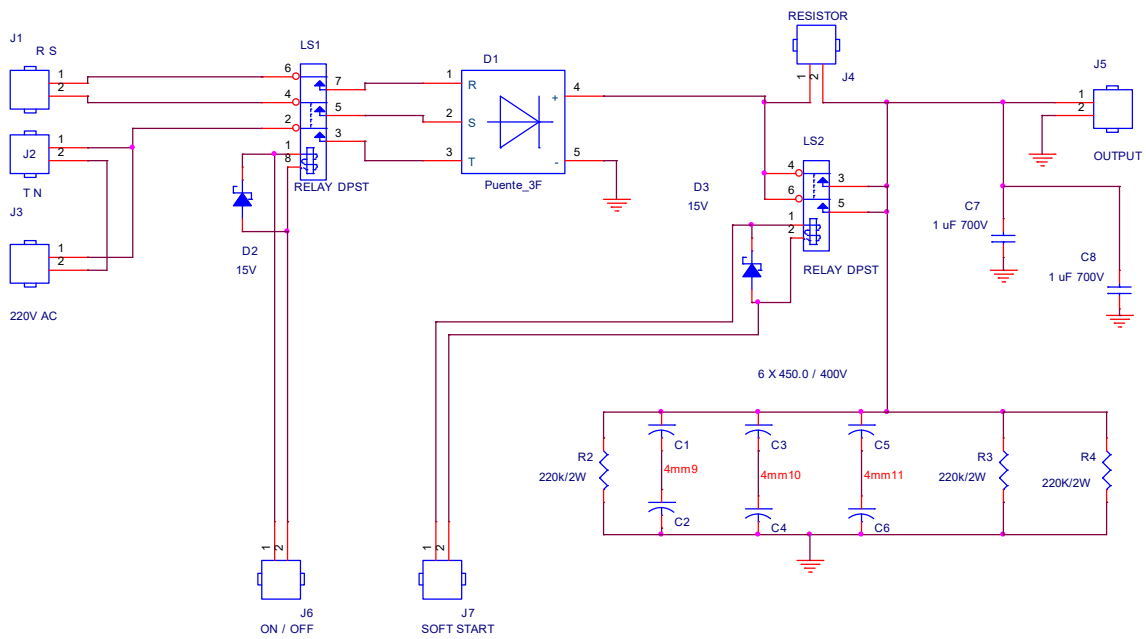 RESISTOR
J1
R S
1
2
LS1
6
4
2
1
8
7
5
3
RELAY DPST
D1
1
2
3
R
S
T
+
-
4
5
Puente_3F
1
2
J4
J5
1
2
OUTPUT
J2
1
2
T N
J3
1
2
220V AC
D2
15V
D3
15V
LS2
4
6
1
2
3
5
RELAY DPST
C7
1 uF 700V
C8
1 uF 700V
6 X 450.0 / 400V
R2
220k/2W
C1
4mm9
C2
C3
4mm10
C4
C5
4mm11
C6
R3
220k/2W
R4
220K/2W
1
2
J6
ON / OFF
1
2
J7
SOFT START